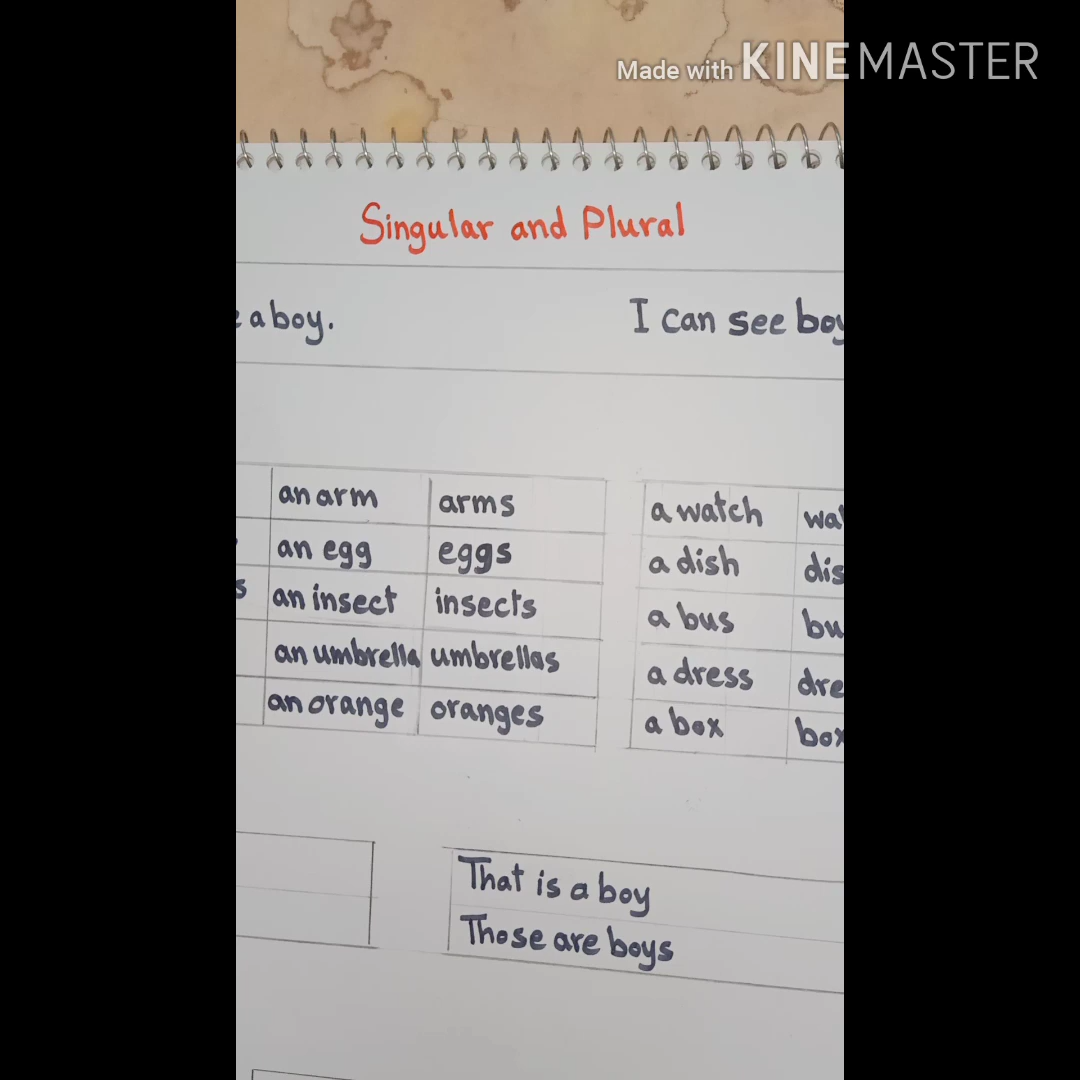 Made with KINEMASTER
Singular and Plural
a boy. I can see
an arm arms a watch
an egg eggs a dish
an insect insects a bus
an umbrella umbrellas a dress
an orange oranges a box
That is a boy
Those are boys